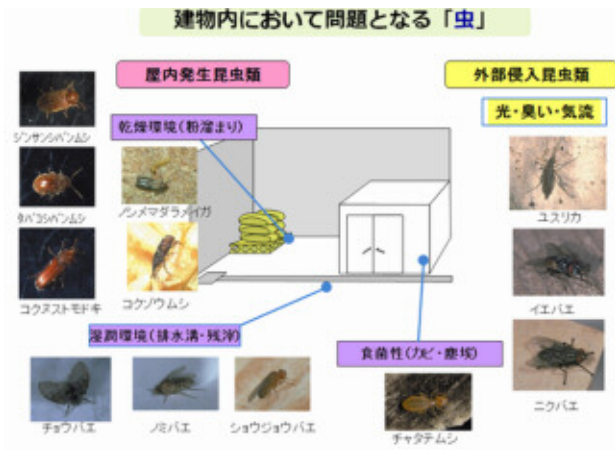 建物内において問題となる「虫」
屋内発生昆虫類
外部侵入昆虫類
光・臭い・気流
乾燥環境(粉溜まり)
ジンサンシバンムシ
タバコシバンムシ
コクヌストモドキ
ノシメマダラメイガ
コクゾウムシ
ユスリカ
イエバエ
ニクバエ
湿潤環境(排水溝・残渣)
食菌性(カビ・塵埃)
チョウバエ
ノミバエ
ショウジョウバエ
チャタテムシ